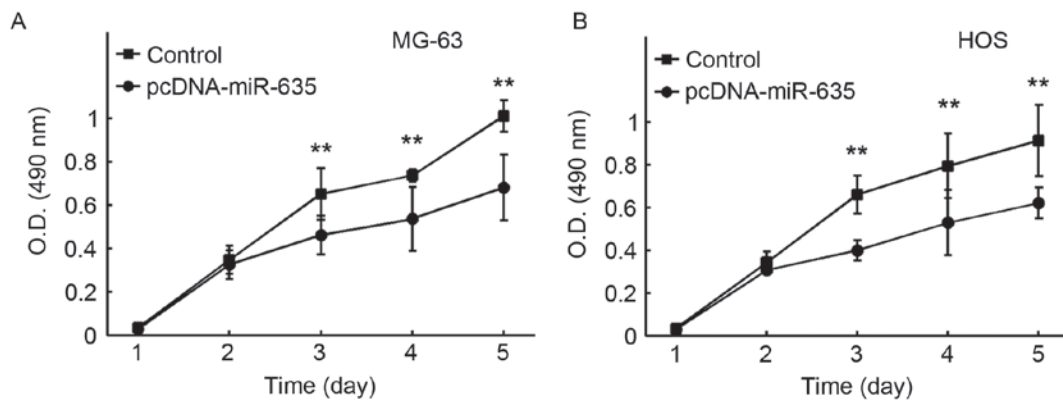 A
MG-63
Control
pcDNA-miR-635
**
**
**
1
0.8
0.6
0.4
0.2
0
O.D. (490 nm)
1 2 3 4 5
Time (day)
B
HOS
Control
pcDNA-miR-635
**
**
**
1
0.8
0.6
0.4
0.2
0
O.D. (490 nm)
1 2 3 4 5
Time (day)